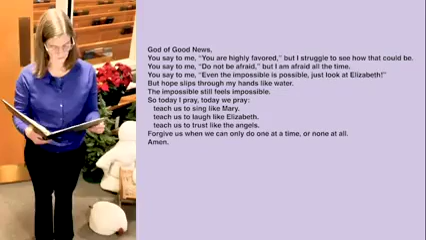 God of Good News,
You say to me, “You are highly favored,” but I struggle to see how that could be.
You say to me, “Do not be afraid,” but I am afraid all the time.
You say to me, “Even the impossible is possible, just look at Elizabeth!”
But hope slips through my hands like water.
The impossible still feels impossible.
So today I pray, today we pray:
teach us to sing like Mary.
teach us to laugh like Elizabeth.
teach us to trust like the angels.
Forgive us when we can only do one at a time, or none at all.
Amen.